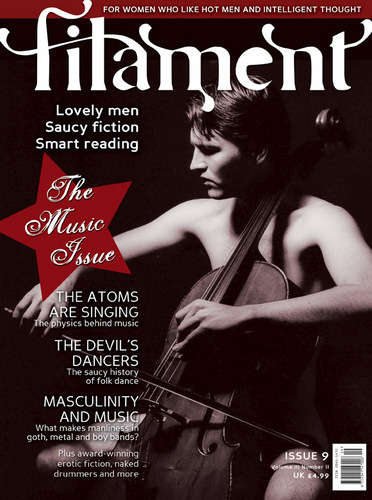 FOR WOMEN WHO LIKE HOT MEN AND INTELLIGENT THOUGHT
filament
Lovely men
Saucy fiction
Smart reading
The
Music
Issue
THE ATOMS
ARE SINGING
The physics behind music
THE DEVIL'S
DANCERS
The saucy history
of folk dance
MASCULINITY
AND MUSIC
What makes manliness in
goth, metal and boy bands?
Plus award-winning
erotic fiction, naked
drummers and more
ISSUE 9
Volume III Number II
UK £4.99